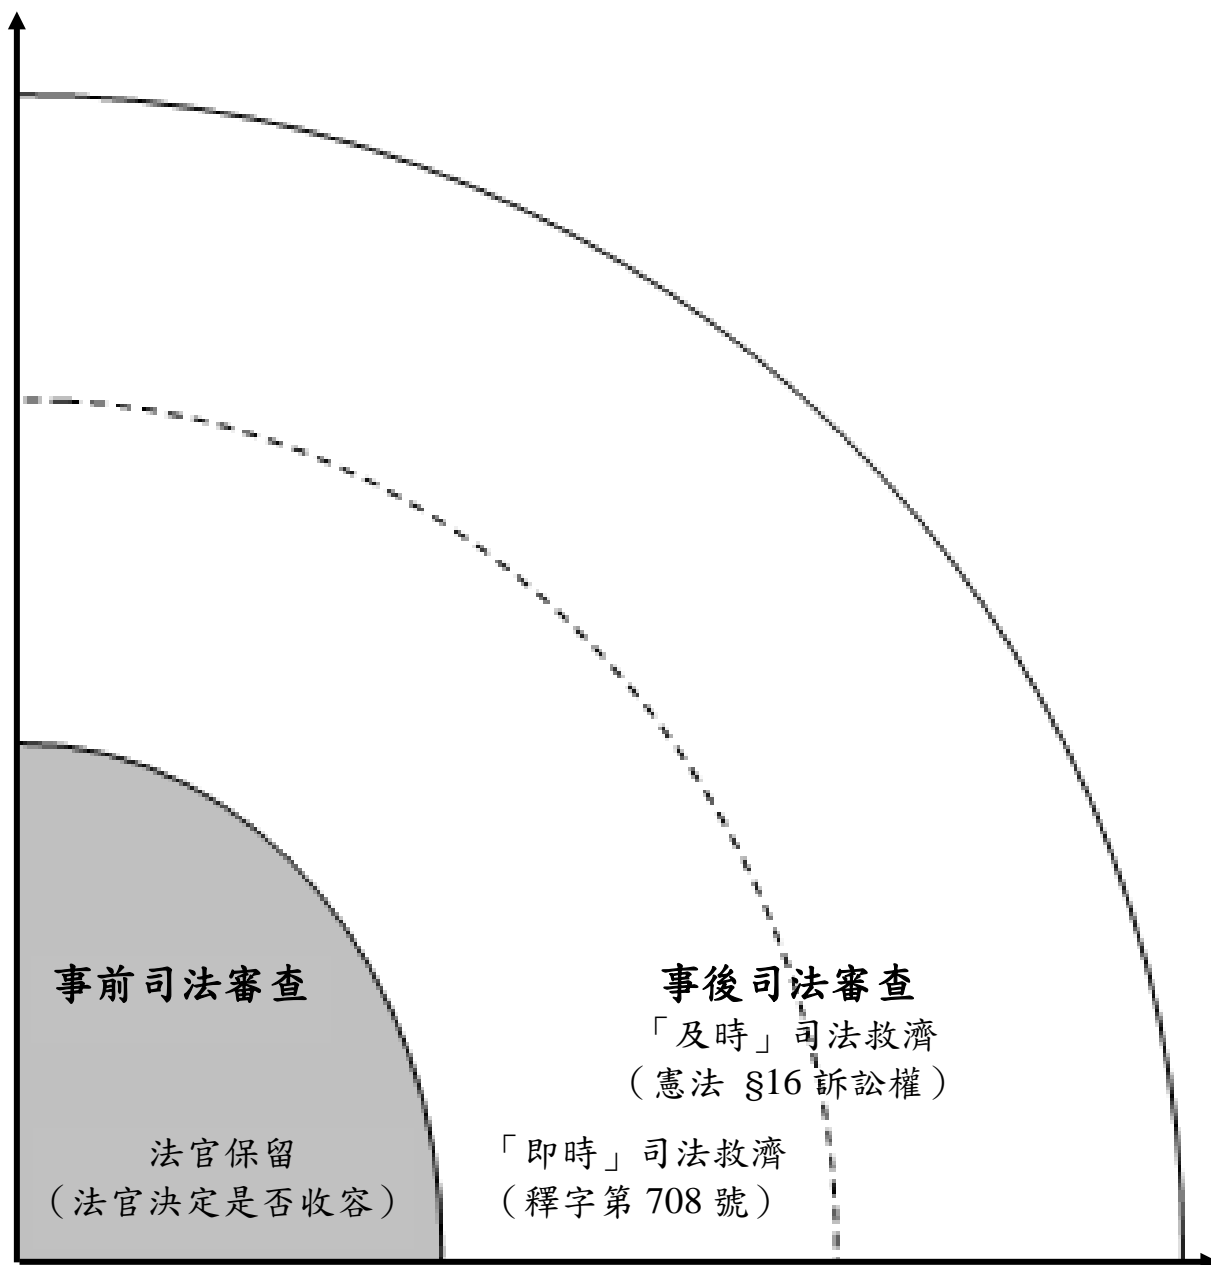 事前司法審查
事後司法審查
「及時」司法救濟
（憲法 §16 訴訟權）
法官保留
（法官決定是否收容）
「即時」司法救濟
（釋字第 708 號）